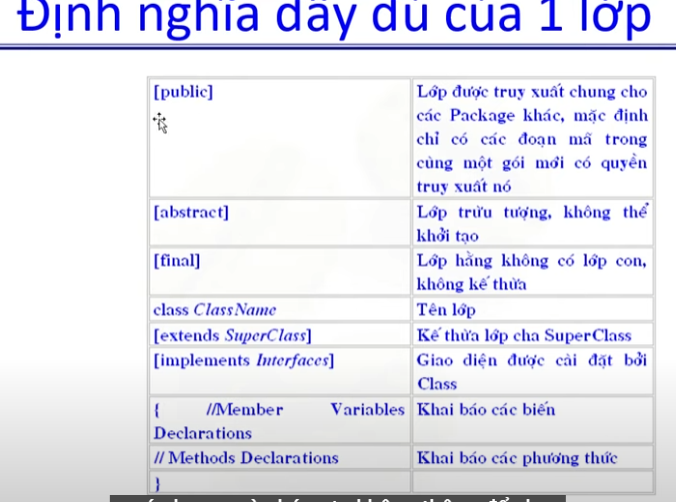 Định nghĩa đầy đủ của 1 lớp
[public]
Lớp được truy xuất chung cho
các Package khác, mặc định
chỉ có các đoạn mã trong
cùng một gói mới có quyền
truy xuất nó
[abstract]
Lớp trừu tượng, không thể
khởi tạo
[final]
Lớp hằng không có lớp con,
không kế thừa
class ClassName
Tên lớp
[extends SuperClass]
Kế thừa lớp cha SuperClass
[implements Interfaces]
Giao diện được cài đặt bởi
Class
{ //Member Variables
Declarations
Khai báo các biến
// Methods Declarations
Khai báo các phương thức
}